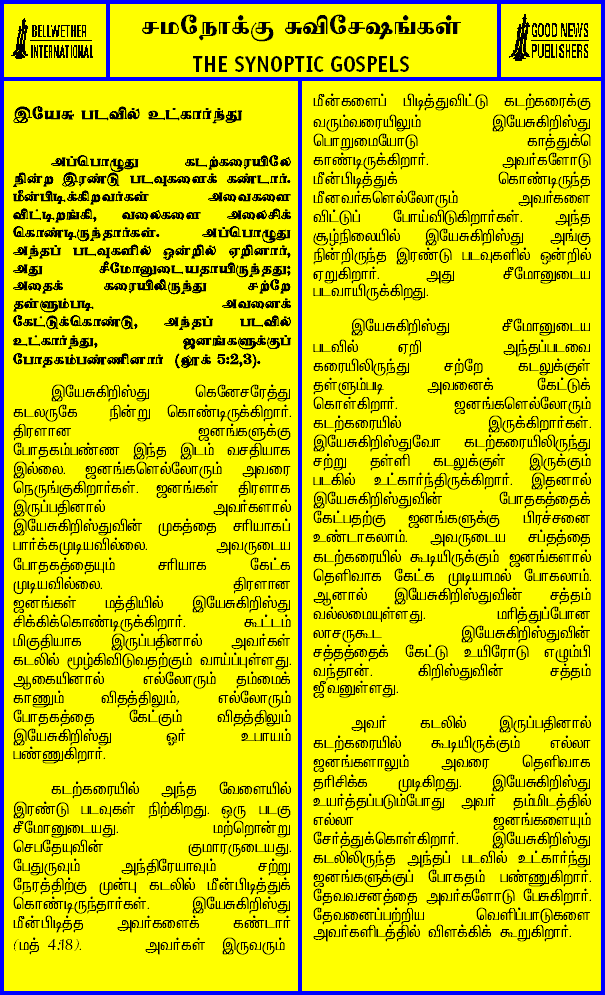 BELLWETHER
INTERNATIONAL
சமநோக்கு சுவிசேஷங்கள்
THE SYNOPTIC GOSPELS
GOOD NEWS
PUBLISHERS
இயேசு படவில் உட்கார்ந்து
அப்பொழுது கடற்கரையிலே
நின்ற இரண்டு படவுகளைக் கண்டார்.
மீன்பிடிக்கிறவர்கள் அவைகளை
விட்டிறங்கி, வலைகளை அலைசிக்
கொண்டிருந்தார்கள். அப்பொழுது
அந்தப் படவுகளில் ஒன்றில் ஏறினார்,
அது சீமோனுடையதாயிருந்தது;
அதைக் கரையிலிருந்து சற்றே
தள்ளும்படி அவனைக்
கேட்டுக்கொண்டு, அந்தப் படவில்
உட்கார்ந்து, ஜனங்களுக்குப்
போதகம்பண்ணினார் (லூக் 5:2,3).
இயேசுகிறிஸ்து கெனேசரேத்து
கடலருகே நின்று கொண்டிருக்கிறார்.
திரளான ஜனங்களுக்கு
போதகம்பண்ண இந்த இடம் வசதியாக
இல்லை. ஜனங்களெல்லோரும் அவரை
நெருங்குகிறார்கள். ஜனங்கள் திரளாக
இருப்பதினால் அவர்களால்
இயேசுகிறிஸ்துவின் முகத்தை சரியாகப்
பார்க்கமுடியவில்லை. அவருடைய
போதகத்தையும் சரியாக கேட்க
முடியவில்லை. திரளான
ஜனங்கள் மத்தியில் இயேசுகிறிஸ்து
சிக்கிக்கொண்டிருக்கிறார். கூட்டம்
மிகுதியாக இருப்பதினால் அவர்கள்
கடலில் மூழ்கிவிடுவதற்கும் வாய்ப்புள்ளது.
ஆகையினால் எல்லோரும் தம்மைக்
காணும் விதத்திலும், எல்லோரும்
போதகத்தை கேட்கும் விதத்திலும்
இயேசுகிறிஸ்து ஓர் உபாயம்
பண்ணுகிறார்.
கடற்கரையில் அந்த வேளையில்
இரண்டு படவுகள் நிற்கிறது. ஒரு படகு
சீமோனுடையது. மற்றொன்று
செபதேயுவின் குமாரருடையது.
பேதுருவும் அந்திரேயாவும் சற்று
நேரத்திற்கு முன்பு கடலில் மீன்பிடித்துக்
கொண்டிருந்தார்கள். இயேசுகிறிஸ்து
மீன்பிடித்த அவர்களைக் கண்டார்
(மத் 4:18). அவர்கள் இருவரும்
மீன்களைப் பிடித்துவிட்டு கடற்கரைக்கு
வரும்வரையிலும் இயேசுகிறிஸ்து
பொறுமையோடு காத்துக்
காண்டிருக்கிறார். அவர்களோடு
மீன்பிடித்துக் கொண்டிருந்த
மீனவர்களெல்லோரும் அவர்களை
விட்டுப் போய்விடுகிறார்கள். அந்த
சூழ்நிலையில் இயேசுகிறிஸ்து அங்கு
நின்றிருந்த இரண்டு படவுகளில் ஒன்றில்
ஏறுகிறார். அது சீமோனுடைய
படவாயிருக்கிறது.
இயேசுகிறிஸ்து சீமோனுடைய
படவில் ஏறி அந்தப்படவை
கரையிலிருந்து சற்றே கடலுக்குள்
தள்ளும்படி அவனைக் கேட்டுக்
கொள்கிறார். ஜனங்களெல்லோரும்
கடற்கரையில் இருக்கிறார்கள்.
இயேசுகிறிஸ்துவோ கடற்கரையிலிருந்து
சற்று தள்ளி கடலுக்குள் இருக்கும்
படகில் உட்கார்ந்திருக்கிறார். இதனால்
இயேசுகிறிஸ்துவின் போதகத்தைக்
கேட்பதற்கு ஜனங்களுக்கு பிரச்சனை
உண்டாகலாம். அவருடைய சப்தத்தை
கடற்கரையில் கூடியிருக்கும் ஜனங்களால்
தெளிவாக கேட்க முடியாமல் போகலாம்.
ஆனால் இயேசுகிறிஸ்துவின் சத்தம்
வல்லமையுள்ளது. மரித்துப்போன
லாசருகூட இயேசுகிறிஸ்துவின்
சத்தத்தைக் கேட்டு உயிரோடு எழும்பி
வந்தான். கிறிஸ்துவின் சத்தம்
ஜீவனுள்ளது.
அவர் கடலில் இருப்பதினால்
கடற்கரையில் கூடியிருக்கும் எல்லா
ஜனங்களாலும் அவரை தெளிவாக
தரிசிக்க முடிகிறது. இயேசுகிறிஸ்து
உயர்த்தப்படும்போது அவர் தம்மிடத்தில்
எல்லா ஜனங்களையும்
சேர்த்துக்கொள்கிறார். இயேசுகிறிஸ்து
கடலிலிருந்த அந்தப் படவில் உட்கார்ந்து
ஜனங்களுக்குப் போதகம் பண்ணுகிறார்.
தேவவசனத்தை அவர்களோடு பேசுகிறார்.
தேவனைப்பற்றிய வெளிப்பாடுகளை
அவர்களிடத்தில் விளக்கிக் கூறுகிறார்.